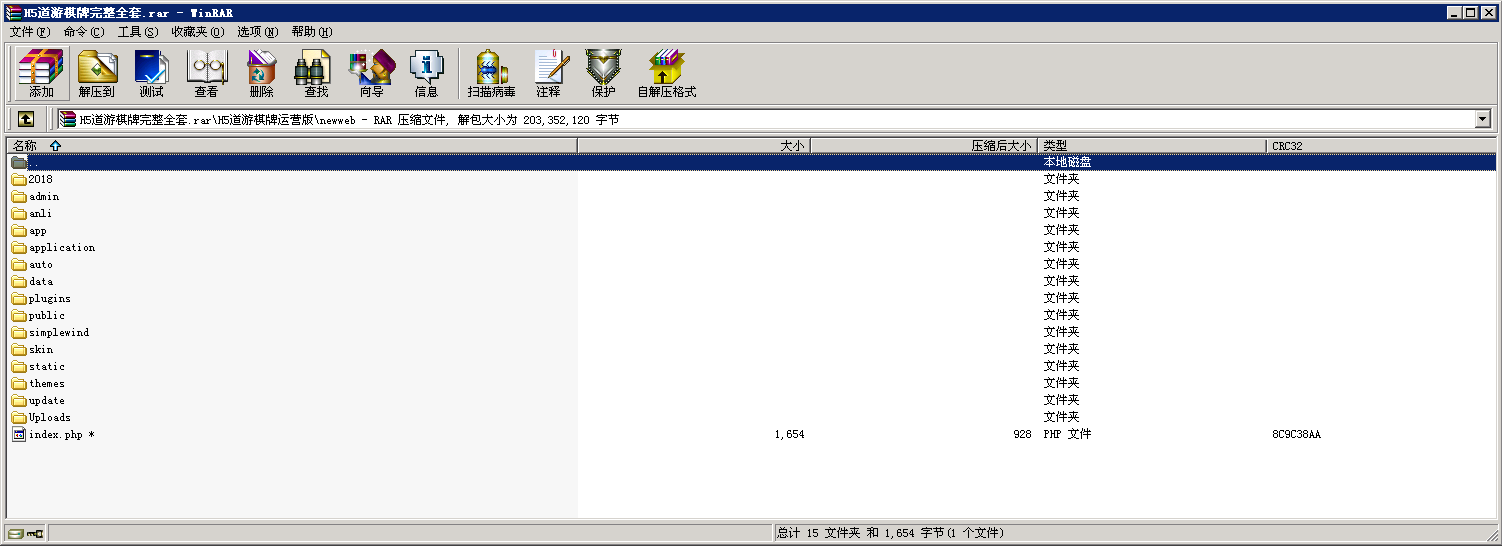 H5道游棋牌完整全套.rar - WinRAR
文件(F) 命令(C) 工具(S) 收藏夹(O) 选项(N) 帮助(H)
添加 解压到 测试 查看 删除 查找 向导 信息 扫描病毒 注释 保护 自解压格式
H5道游棋牌完整全套.rar\H5道游棋牌运营版\newweb - RAR 压缩文件, 解包大小为 203,352,120 字节
名称 大小 压缩后大小 类型 CRC32
.. 本地磁盘
2018 文件夹
admin 文件夹
anli 文件夹
app 文件夹
application 文件夹
auto 文件夹
data 文件夹
plugins 文件夹
public 文件夹
simplewind 文件夹
skin 文件夹
static 文件夹
themes 文件夹
update 文件夹
Uploads 文件夹
index.php * 1,654 928 PHP 文件 8C9C38AA
总计 15 文件夹 和 1,654 字节(1 个文件)